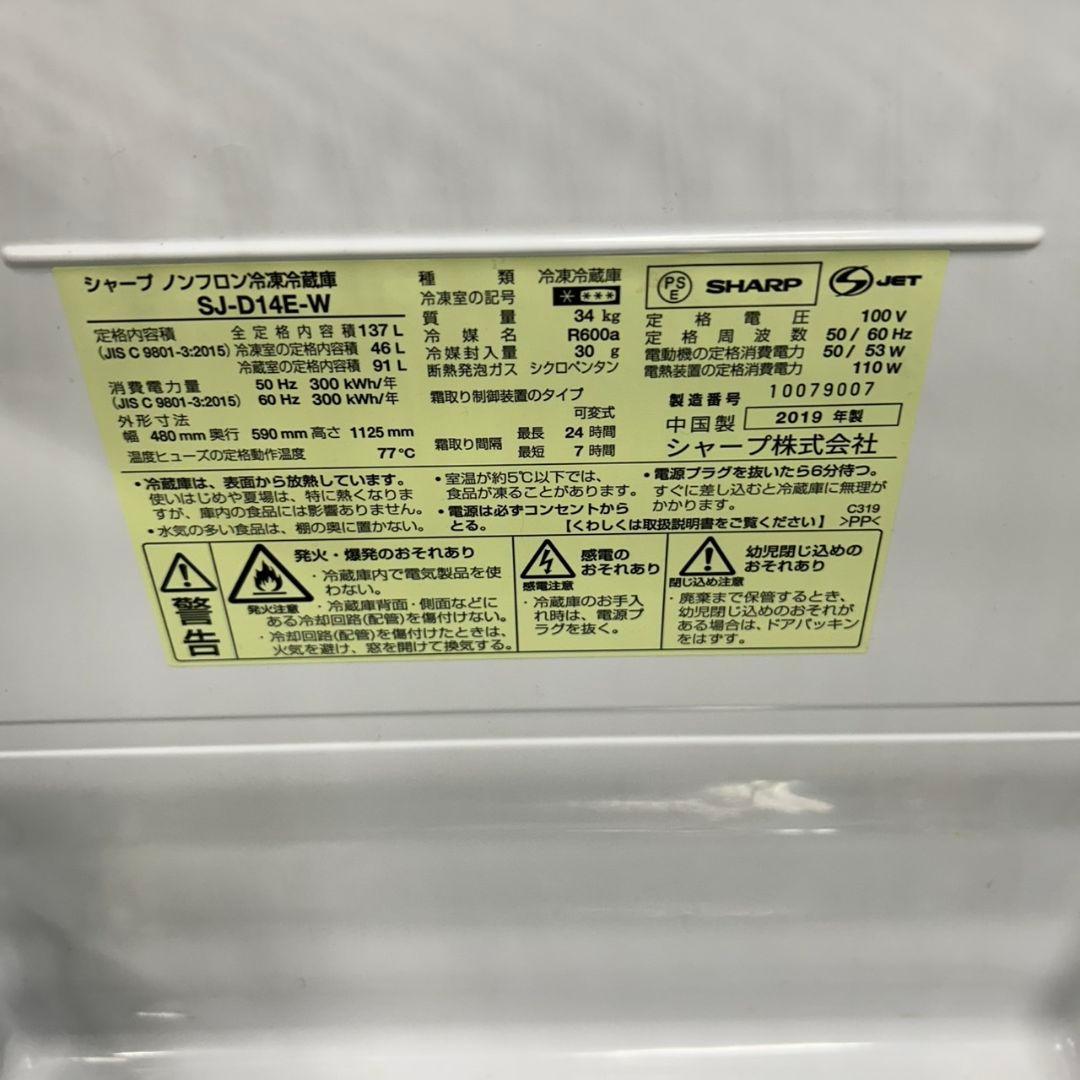 シャープ ノンフロン冷凍冷蔵庫
SJ-D14E-W
定格内容積 全定格内容積 137 L
(JIS C 9801-3:2015) 冷凍室の定格内容積 46 L
冷蔵室の定格内容積 91 L
消費電力量 50 Hz 300 kWh/年
(JIS C 9801-3:2015) 60 Hz 300 kWh/年
外形寸法
幅 480 mm 奥行 590 mm 高さ 1125 mm
温度ヒューズの定格動作温度 77℃
種類 冷凍冷蔵庫
冷凍室の記号 * ***
質量 34 kg
冷媒名 R600a
冷媒封入量 30 g
断熱発泡ガス シクロペンタン
霜取り制御装置のタイプ
可変式
霜取り間隔 最長 24 時間
最短 7 時間
PS
E SHARP JET
定格電圧 100 V
定格周波数 50 / 60 Hz
電動機の定格消費電力 50 / 53 W
電熱装置の定格消費電力 110 W
製造番号 10079007
中国製 2019 年製
シャープ株式会社
・冷蔵庫は、表面から放熱しています。
使いはじめや夏場は、特に熱くなりま
すが、庫内の食品には影響ありません。
・水気の多い食品は、棚の奥に置かない。
・室温が約5℃以下では、
食品が凍ることがあります。
・電源は必ずコンセントから
とる。
・電源プラグを抜いたら6分待つ。
すぐに差し込むと冷蔵庫に無理が
かかります。
【くわしくは取扱説明書をご覧ください】
C319
>PP<
警告
発火・爆発のおそれあり
発火注意
・冷蔵庫内で電気製品を使
わない。
・冷蔵庫背面・側面などに
ある冷却回路(配管)を傷付けない。
・冷却回路(配管)を傷付けたときは、
火気を避け、窓を開けて換気する。
感電の
おそれあり
感電注意
・冷蔵庫のお手入
れ時は、電源プ
ラグを抜く。
幼児閉じ込めの
おそれあり
閉じ込め注意
・廃棄まで保管するとき、
幼児閉じ込めのおそれが
ある場合は、ドアパッキン
をはずす。